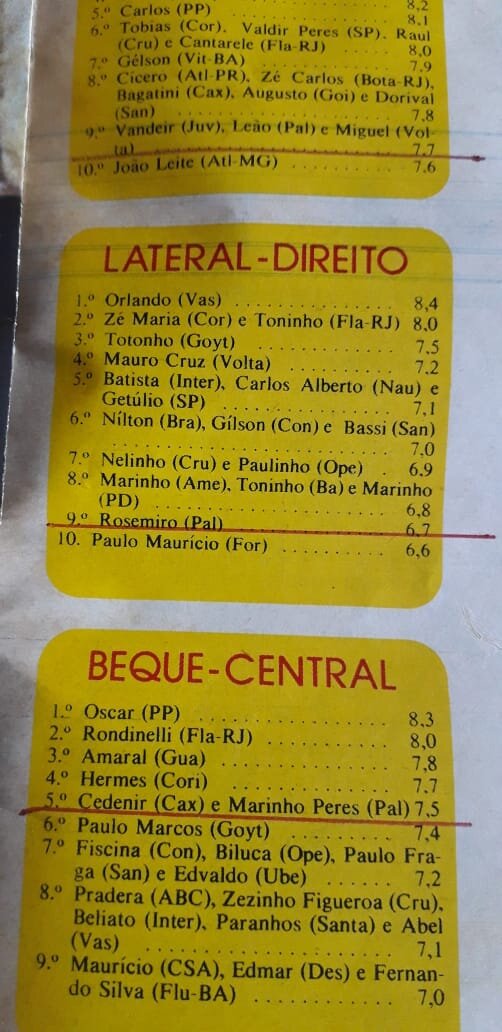 8,2
5.º Carlos (PP) . . . . . . . . . . . . . . . . . . . 8,1
6.º Tobias (Cor), Valdir Peres (SP), Raul
(Cru) e Cantarele (Fla-RJ) . . . . . . . 8,0
7.º Gélson (Vit-BA) . . . . . . . . . . . . . . . 7,9
8.º Cícero (Atl-PR), Zé Carlos (Bota-RJ),
Bagatini (Cax), Augusto (Goi) e Dorival
(San) . . . . . . . . . . . . . . . . . . . . . . . 7,8
9.º Vandeir (Juv), Leão (Pal) e Miguel (Vol-
ta) . . . . . . . . . . . . . . . . . . . . . . . . . 7,7
10.º João Leite (Atl-MG) . . . . . . . . . . . 7,6
LATERAL-DIREITO
1.º Orlando (Vas) . . . . . . . . . . . . . . . . 8,4
2.º Zé Maria (Cor) e Toninho (Fla-RJ) 8,0
3.º Totonho (Goyt) . . . . . . . . . . . . . . . 7,5
4.º Mauro Cruz (Volta) . . . . . . . . . . . . 7,2
5.º Batista (Inter), Carlos Alberto (Nau) e
Getúlio (SP) . . . . . . . . . . . . . . . . . 7,1
6.º Nílton (Bra), Gílson (Con) e Bassi (San)
. . . . . . . . . . . . . . . . . . . . . . . . . . . 7,0
7.º Nelinho (Cru) e Paulinho (Ope) . 6,9
8.º Marinho (Ame), Toninho (Ba) e Marinho
(PD) . . . . . . . . . . . . . . . . . . . . . . . 6,8
9.º Rosemiro (Pal) . . . . . . . . . . . . . . . 6,7
10. Paulo Maurício (For) . . . . . . . . . . 6,6
BEQUE-CENTRAL
1.º Oscar (PP) . . . . . . . . . . . . . . . . . . 8,3
2.º Rondinelli (Fla-RJ) . . . . . . . . . . . . 8,0
3.º Amaral (Gua) . . . . . . . . . . . . . . . . 7,8
4.º Hermes (Cori) . . . . . . . . . . . . . . . . 7,7
5.º Cedenir (Cax) e Marinho Peres (Pal) 7,5
6.º Paulo Marcos (Goyt) . . . . . . . . . . . 7,4
7.º Fiscina (Con), Biluca (Ope), Paulo Fra-
ga (San) e Edvaldo (Ube) . . . . . . 7,2
8.º Pradera (ABC), Zezinho Figueroa (Cru),
Beliato (Inter), Paranhos (Santa) e Abel
(Vas) . . . . . . . . . . . . . . . . . . . . . . 7,1
9.º Maurício (CSA), Edmar (Des) e Fernan-
do Silva (Flu-BA) . . . . . . . . . . . . . 7,0